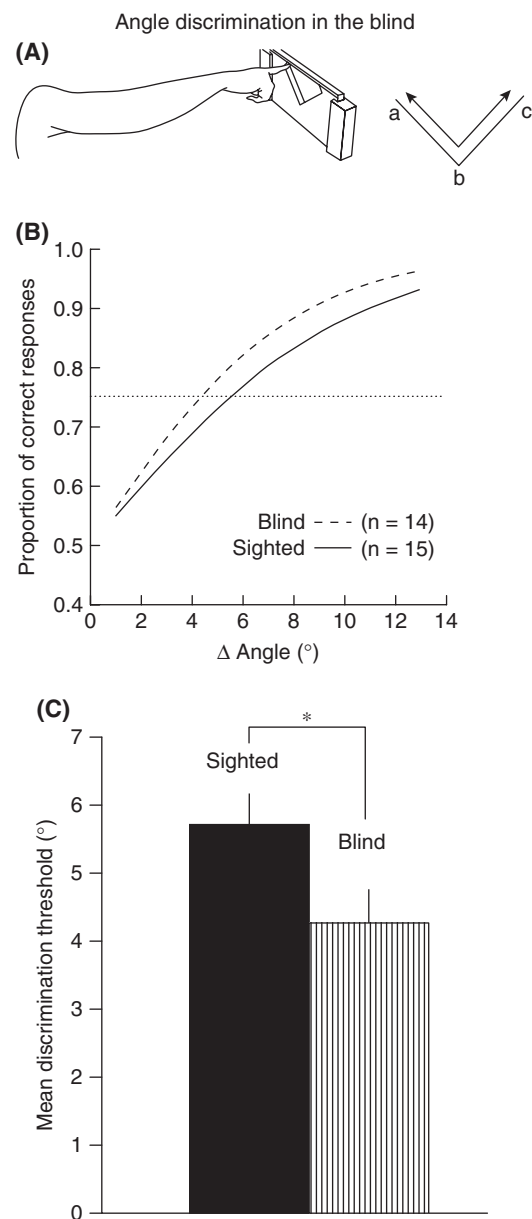 Angle discrimination in the blind
(A)
a
b
c
(B)
1.0
0.9
0.8
0.7
0.6
0.5
0.4
Proportion of correct responses
Blind (n = 14)
Sighted (n = 15)
0 2 4 6 8 10 12 14
Δ Angle (°)
(C)
*
7
6
5
4
3
2
1
0
Mean discrimination threshold (°)
Sighted
Blind